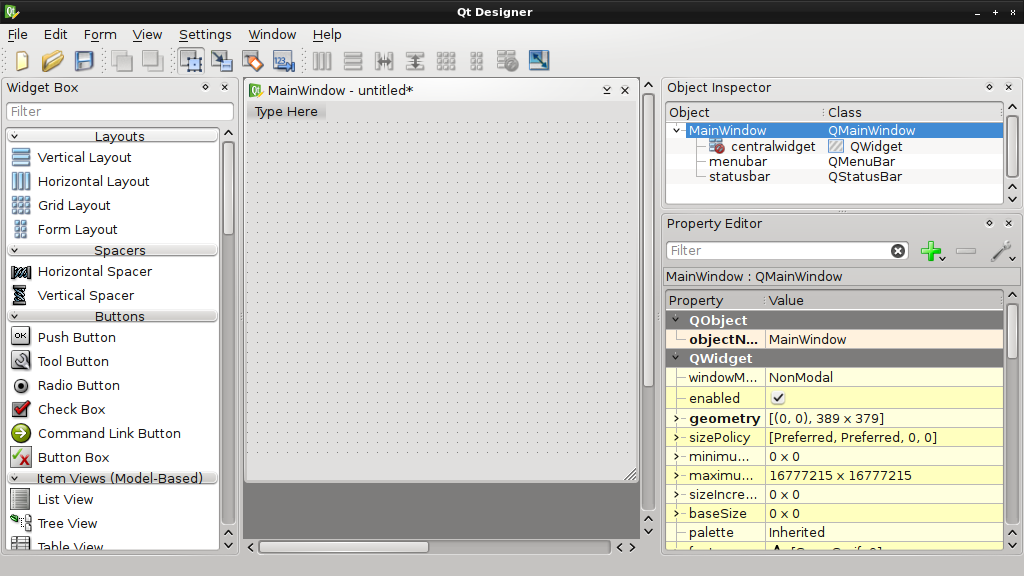 Qt Designer
File Edit Form View Settings Window Help
123
Widget Box
Filter
Layouts
Vertical Layout
Horizontal Layout
Grid Layout
Form Layout
Spacers
Horizontal Spacer
Vertical Spacer
Buttons
OK Push Button
Tool Button
Radio Button
Check Box
Command Link Button
Button Box
Item Views (Model-Based)
List View
Tree View
Table View
MainWindow - untitled*
Type Here
Object Inspector
Object Class
MainWindow QMainWindow
centralwidget QWidget
menubar QMenuBar
statusbar QStatusBar
Property Editor
Filter
MainWindow : QMainWindow
Property Value
QObject
objectN... MainWindow
QWidget
windowM... NonModal
enabled
geometry [(0, 0), 389 x 379]
sizePolicy [Preferred, Preferred, 0, 0]
minimu... 0 x 0
maximu... 16777215 x 16777215
sizeIncre... 0 x 0
baseSize 0 x 0
palette Inherited